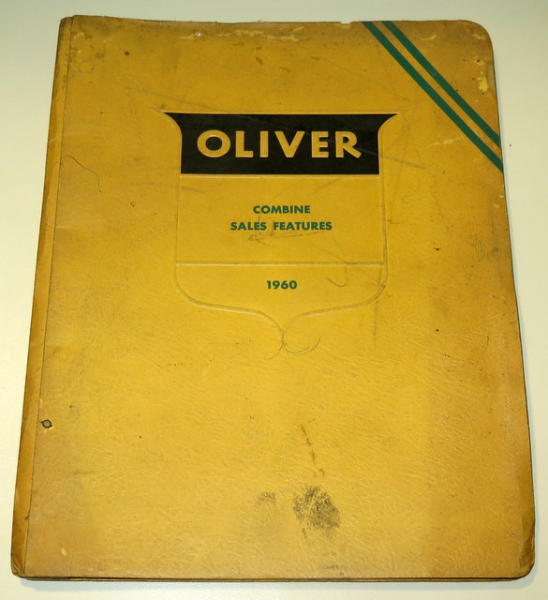 OLIVER
COMBINE
SALES FEATURES
1960